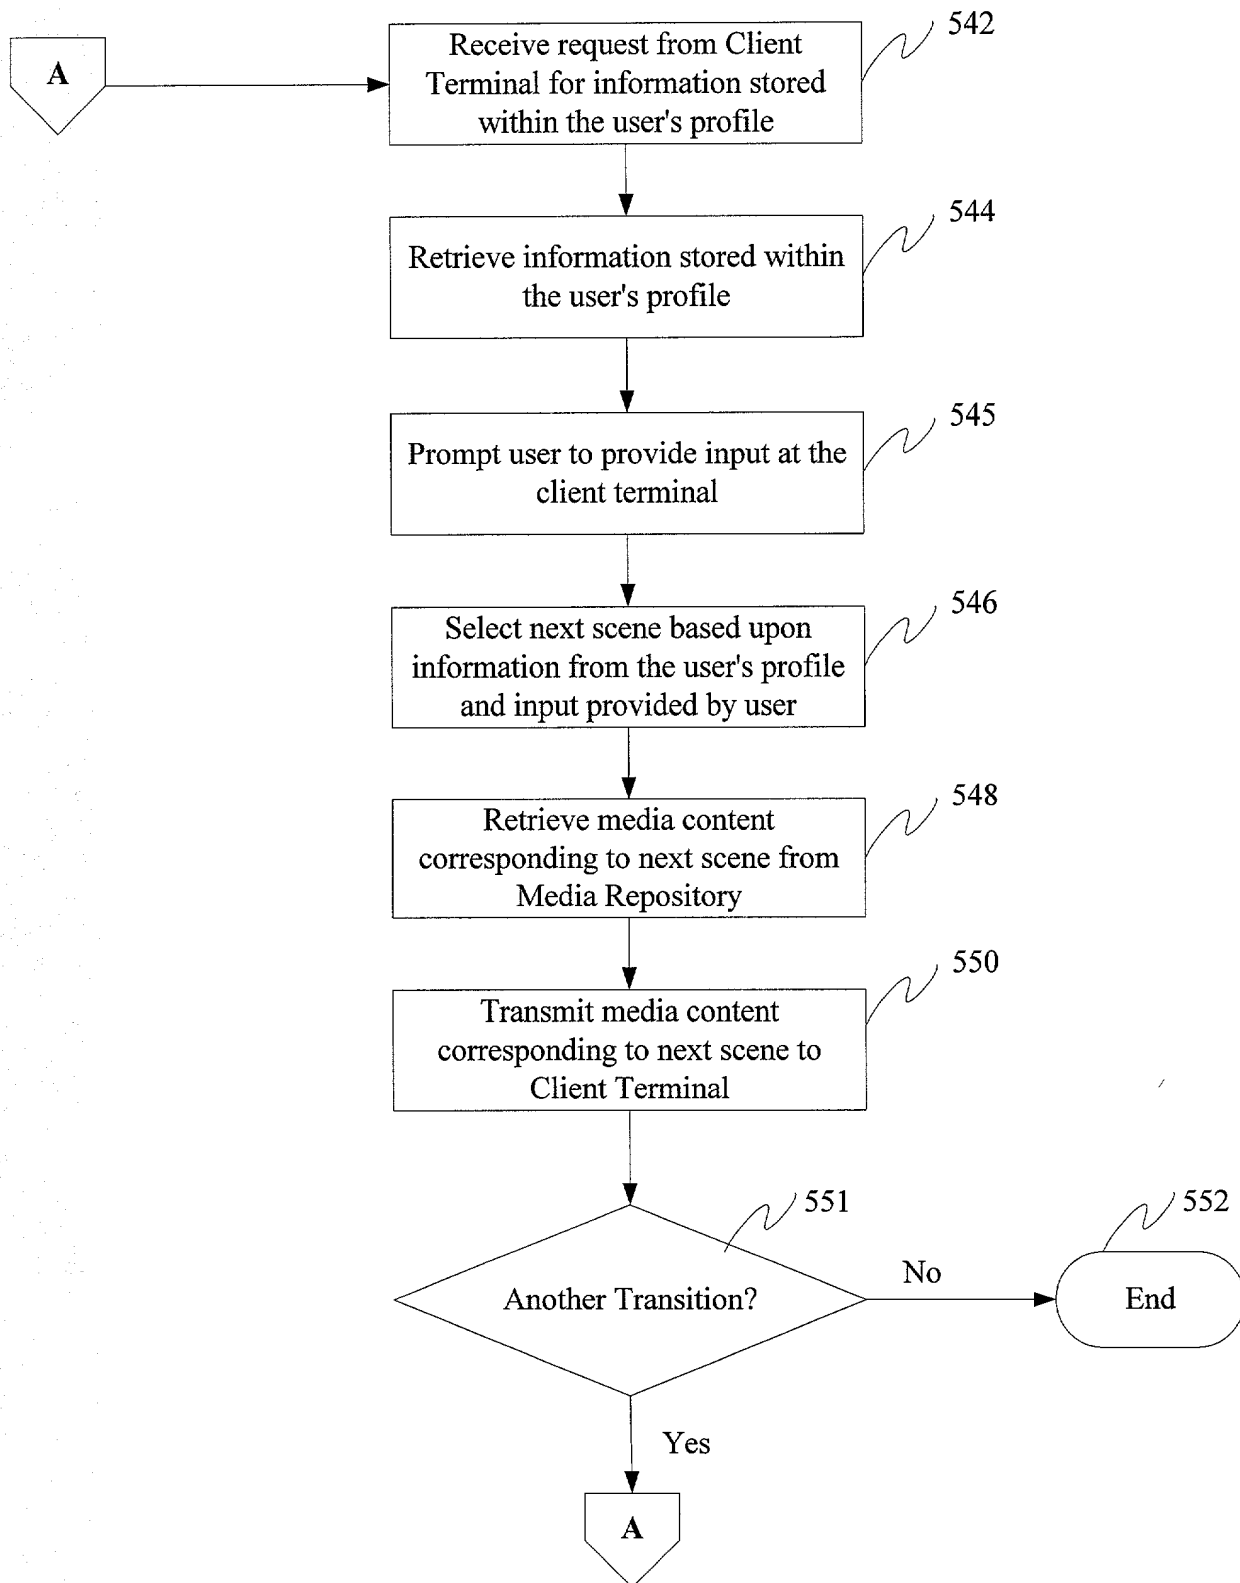 542
A
Receive request from Client
Terminal for information stored
within the user's profile
544
Retrieve information stored within
the user's profile
545
Prompt user to provide input at the
client terminal
546
Select next scene based upon
information from the user's profile
and input provided by user
548
Retrieve media content
corresponding to next scene from
Media Repository
550
Transmit media content
corresponding to next scene to
Client Terminal
551
552
Another Transition?
No
End
Yes
A